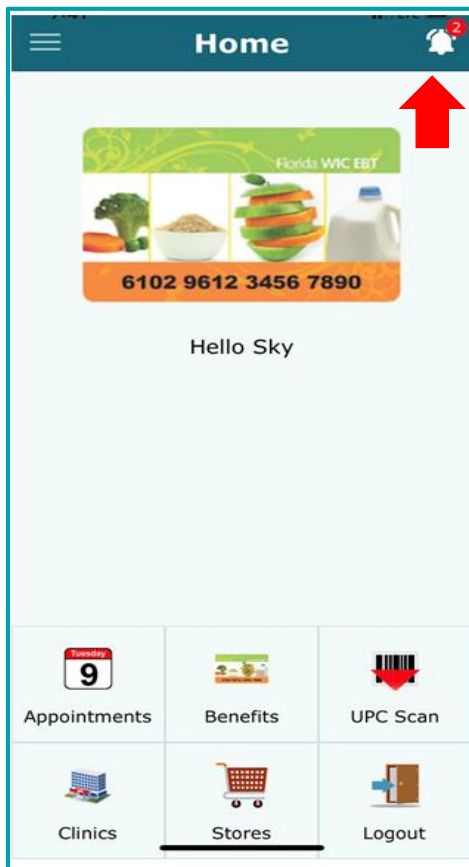 Home
2
Florida WIC EBT
6102 9612 3456 7890
Hello Sky
Tuesday
9
Appointments
Benefits
UPC Scan
Clinics
Stores
Logout